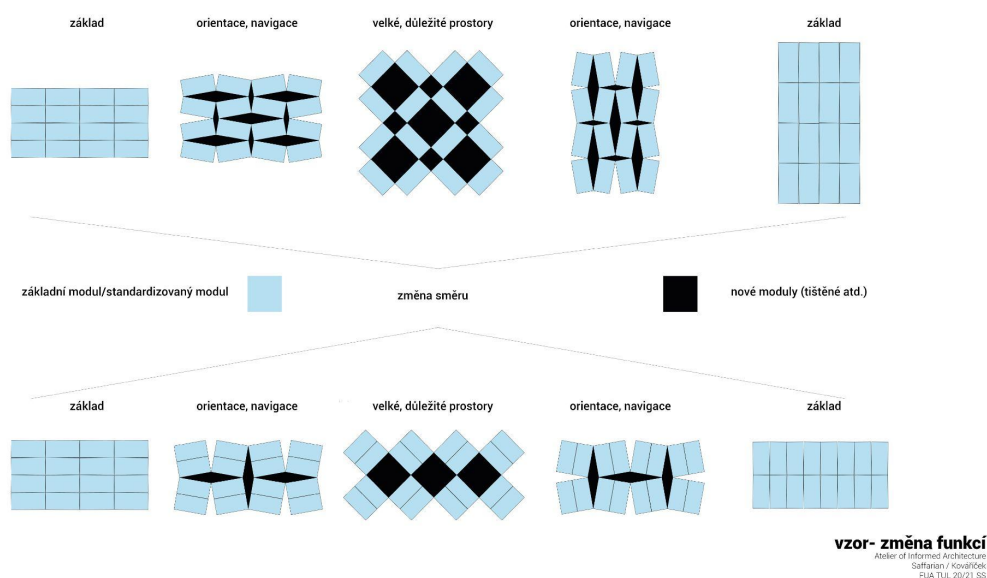 základ
orientace, navigace
velké, důležité prostory
orientace, navigace
základ
základní modul/standardizovaný modul
změna směru
nové moduly (tištěné atd.)
základ
orientace, navigace
velké, důležité prostory
orientace, navigace
základ
vzor- změna funkcí
Atelier of Informed Architecture
Saffarian / Kováříček
FUA TUL 20/21 SS